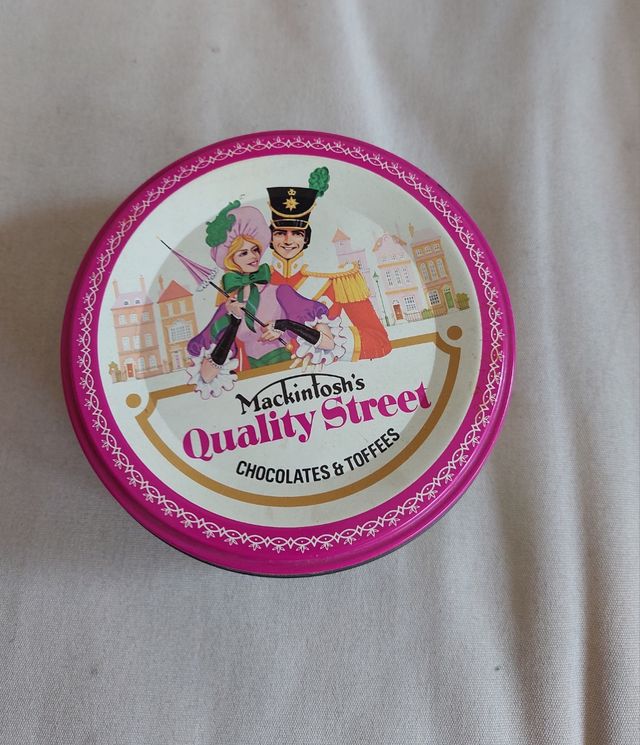 Mackintosh's
Quality Street
CHOCOLATES & TOFFEES